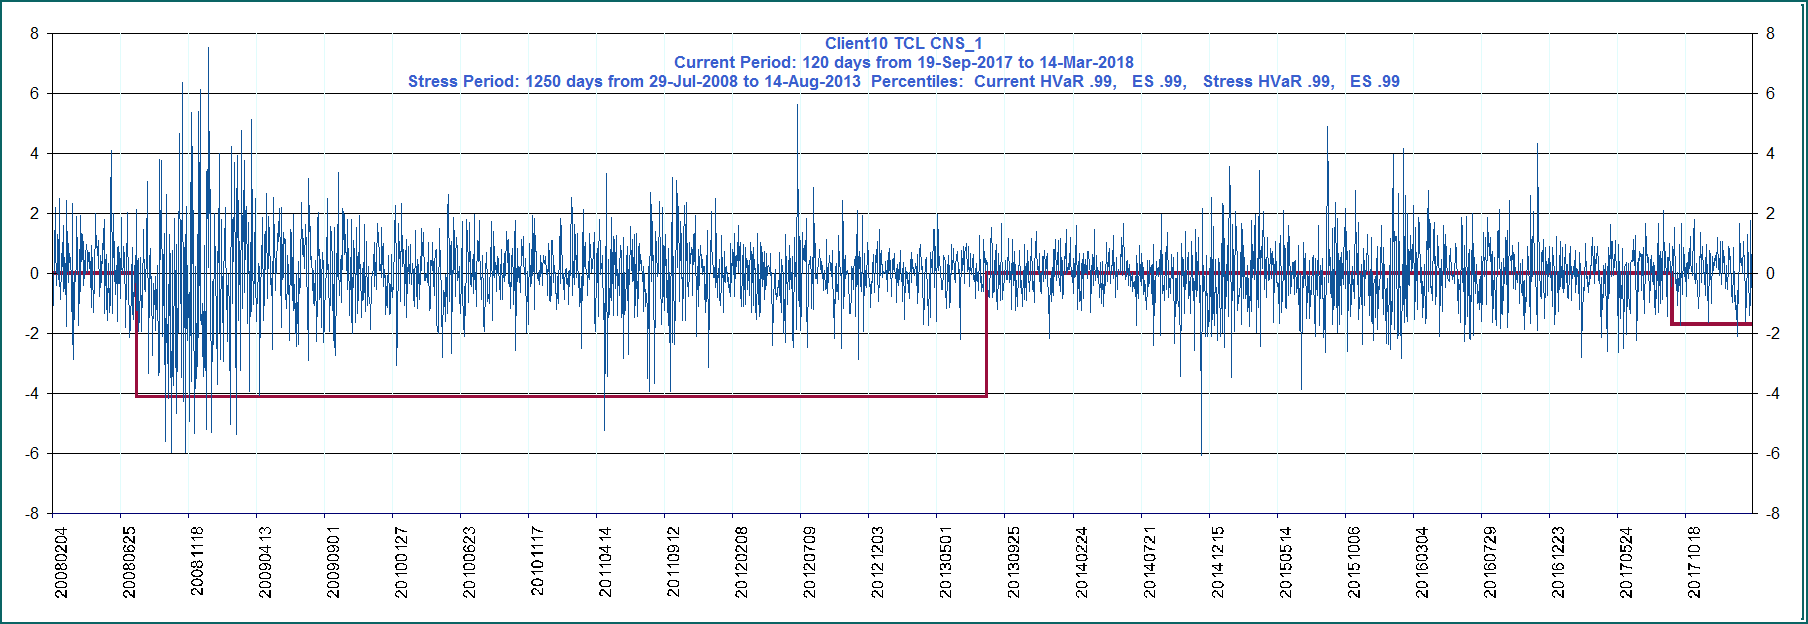 Client10 TCL CNS_1
Current Period: 120 days from 19-Sep-2017 to 14-Mar-2018
Stress Period: 1250 days from 29-Jul-2008 to 14-Aug-2013  Percentiles:  Current HVaR .99,   ES .99,   Stress HVaR .99,   ES .99
8 8
6 6
4 4
2 2
0 0
-2 -2
-4 -4
-6 -6
-8 -8
20080204 20080625 20081118 20090413 20090901 20100127 20100623 20101117 20110414 20110912 20120208 20120709 20121203 20130501 20130925 20140224 20140721 20141215 20150514 20151006 20160304 20160729 20161223 20170524 20171018